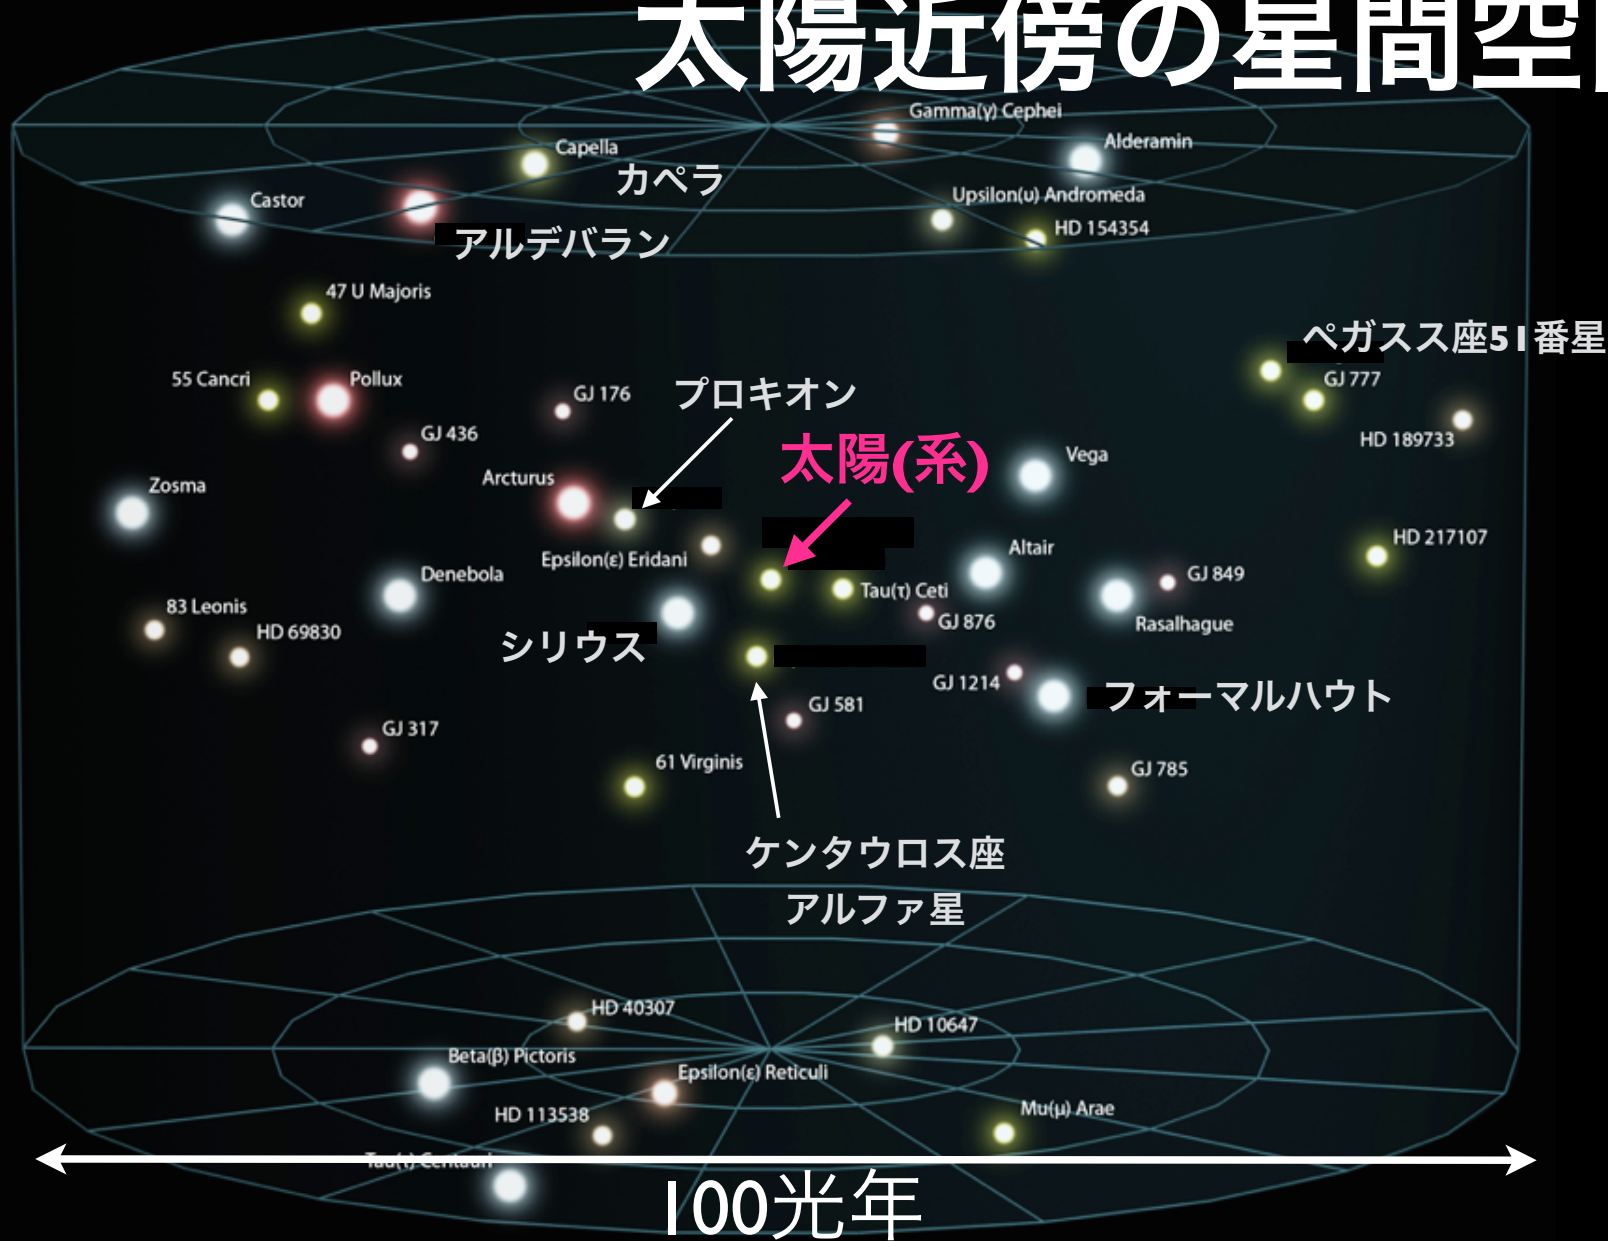 太陽近傍の星間空
Gamma(γ) Cephei
Alderamin
Capella
カペラ
Castor
Upsilon(υ) Andromeda
HD 154354
アルデバラン
47 U Majoris
ペガスス座51番星
55 Cancri
Pollux
GJ 777
GJ 176
プロキオン
GJ 436
HD 189733
太陽(系)
Vega
Arcturus
Zosma
HD 217107
Epsilon(ε) Eridani
Altair
Denebola
GJ 849
Tau(τ) Ceti
83 Leonis
GJ 876
Rasalhague
HD 69830
シリウス
GJ 1214
フォーマルハウト
GJ 581
GJ 317
61 Virginis
GJ 785
ケンタウロス座
アルファ星
HD 40307
HD 10647
Beta(β) Pictoris
Epsilon(ε) Reticuli
HD 113538
Mu(μ) Arae
Centauri
100光年